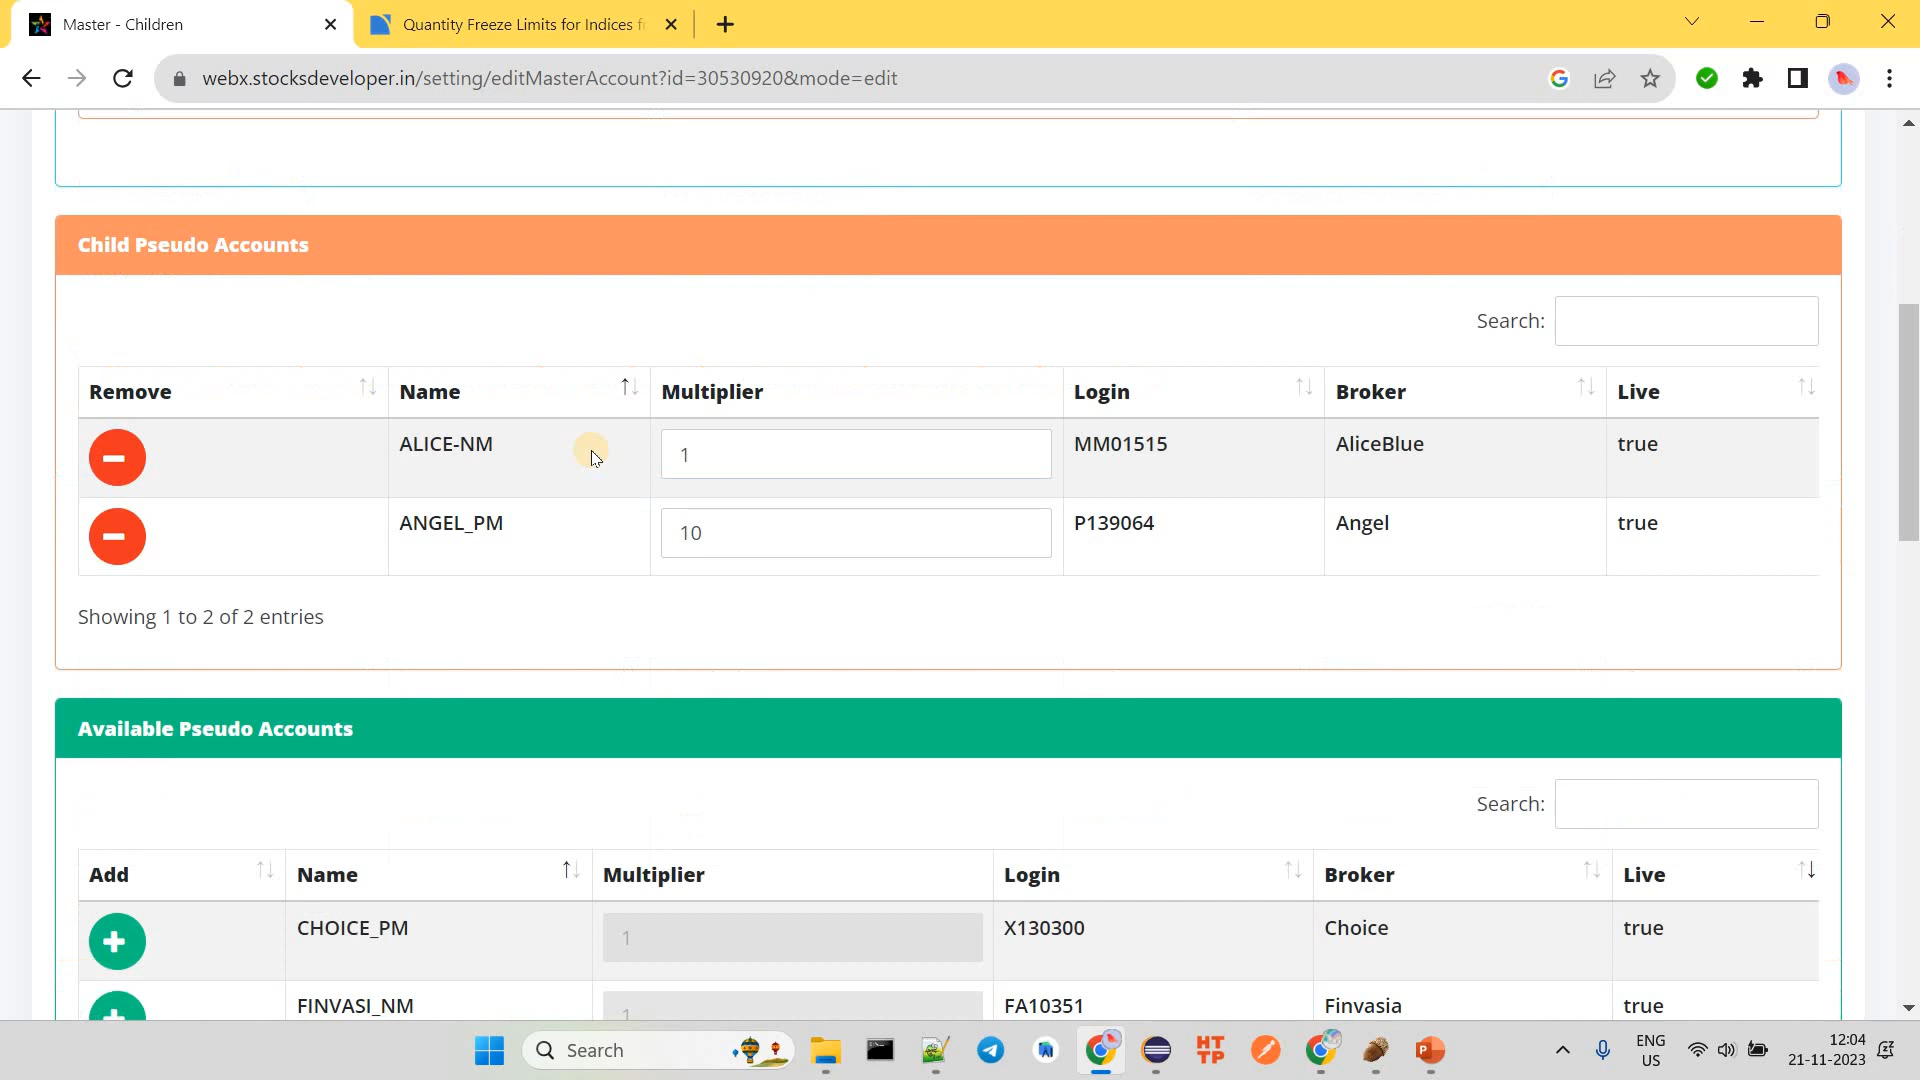 Master - Children
Quantity Freeze Limits for Indices f
webx.stocksdeveloper.in/setting/editMasterAccount?id=30530920&mode=edit
Child Pseudo Accounts
Search:
Remove Name Multiplier Login Broker Live
ALICE-NM 1 MM01515 AliceBlue true
ANGEL_PM 10 P139064 Angel true
Showing 1 to 2 of 2 entries
Available Pseudo Accounts
Search:
Add Name Multiplier Login Broker Live
CHOICE_PM 1 X130300 Choice true
FINVASI_NM 1 FA10351 Finvasia true
Search
HT
TP
ENG
US
12:04
21-11-2023